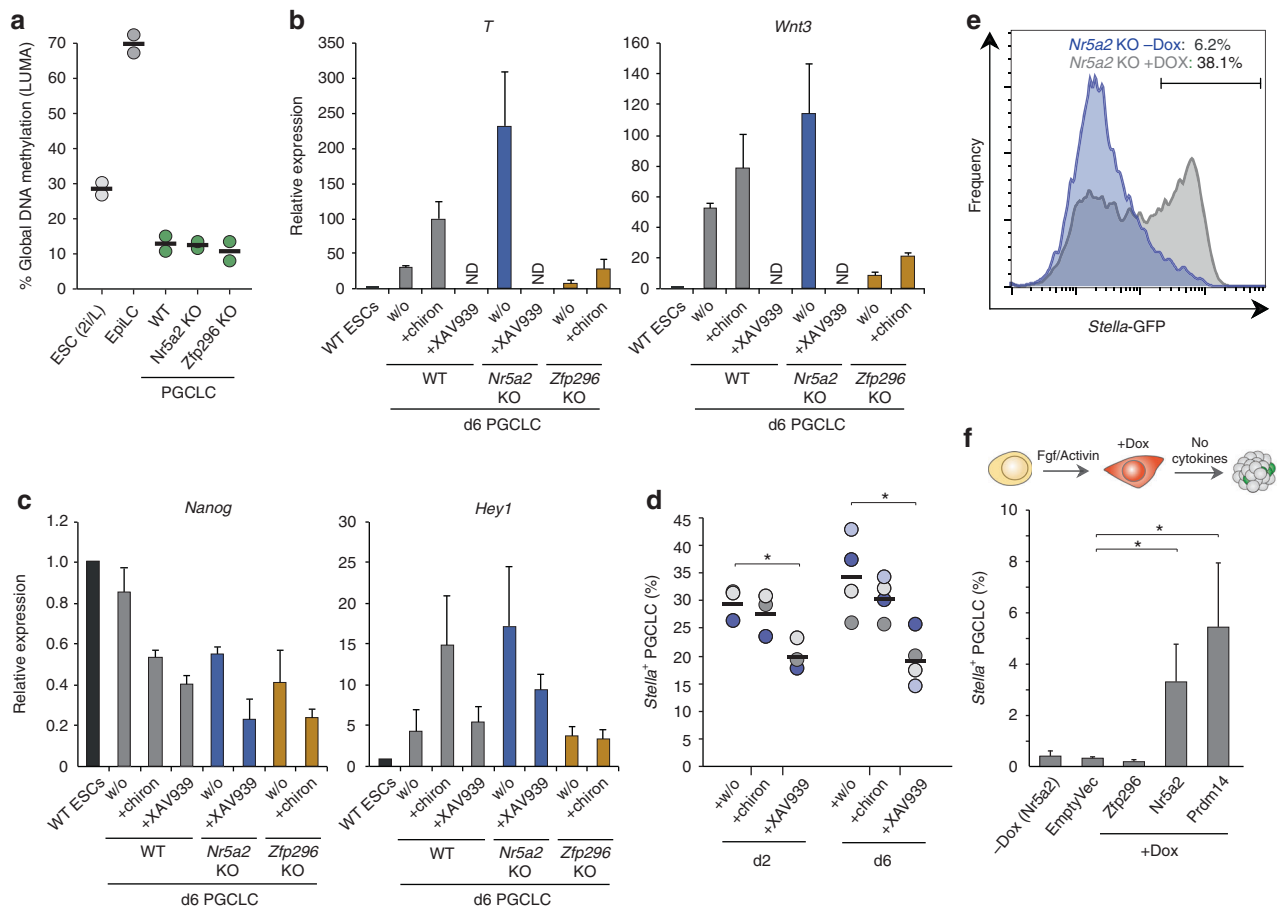 a
% Global DNA methylation (LUMA)
70
60
50
40
30
20
10
0
ESC (2i/L)
EpiLC
WT
Nr5a2 KO
Zfp296 KO
PGCLC
b
T
Relative expression
350
300
250
200
150
100
50
0
ND
ND
WT ESCs
w/o
+chiron
+XAV939
w/o
+XAV939
w/o
+chiron
WT
Nr5a2
KO
Zfp296
KO
d6 PGCLC
Wnt3
160
140
120
100
80
60
40
20
0
ND
ND
WT ESCs
w/o
+chiron
+XAV939
w/o
+XAV939
w/o
+chiron
WT
Nr5a2
KO
Zfp296
KO
d6 PGCLC
e
Nr5a2 KO –Dox: 6.2%
Nr5a2 KO +DOX: 38.1%
Frequency
Stella-GFP
c
Nanog
Relative expression
1.2
1.0
0.8
0.6
0.4
0.2
0
WT ESCs
w/o
+chiron
+XAV939
w/o
+XAV939
w/o
+chiron
WT
Nr5a2
KO
Zfp296
KO
d6 PGCLC
Hey1
30
25
20
15
10
5
0
WT ESCs
w/o
+chiron
+XAV939
w/o
+XAV939
w/o
+chiron
WT
Nr5a2
KO
Zfp296
KO
d6 PGCLC
d
Stella+ PGCLC (%)
45
40
35
30
25
20
15
10
5
0
*
*
+w/o
+chiron
+XAV939
+w/o
+chiron
+XAV939
d2
d6
f
Fgf/Activin
+Dox
No
cytokines
Stella+ PGCLC (%)
10
8
6
4
2
0
*
*
–Dox (Nr5a2)
EmptyVec
Zfp296
Nr5a2
Prdm14
+Dox